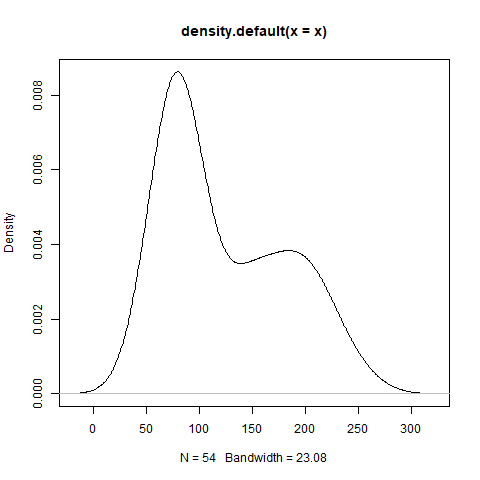 density.default(x = x)
Density
0.008
0.006
0.004
0.002
0.000
0 50 100 150 200 250 300
N = 54 Bandwidth = 23.08